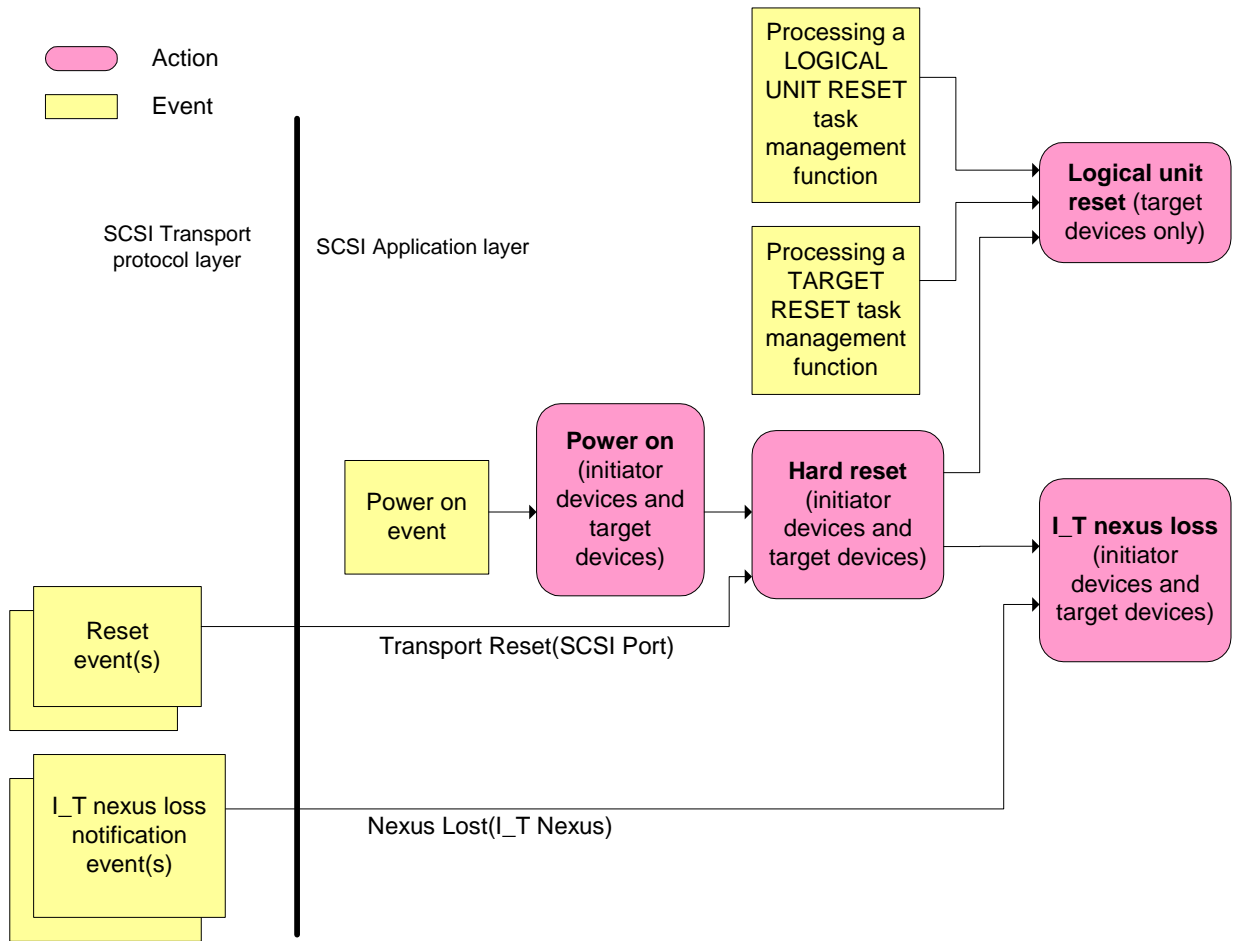 Action
Event
SCSI Transport
protocol layer
SCSI Application layer
Processing a
LOGICAL
UNIT RESET
task
management
function
Logical unit
reset (target
devices only)
Processing a
TARGET
RESET task
management
function
Power on
event
Power on
(initiator
devices and
target
devices)
Hard reset
(initiator
devices and
target devices)
I_T nexus loss
(initiator
devices and
target devices)
Reset
event(s)
Transport Reset(SCSI Port)
I_T nexus loss
notification
event(s)
Nexus Lost(I_T Nexus)